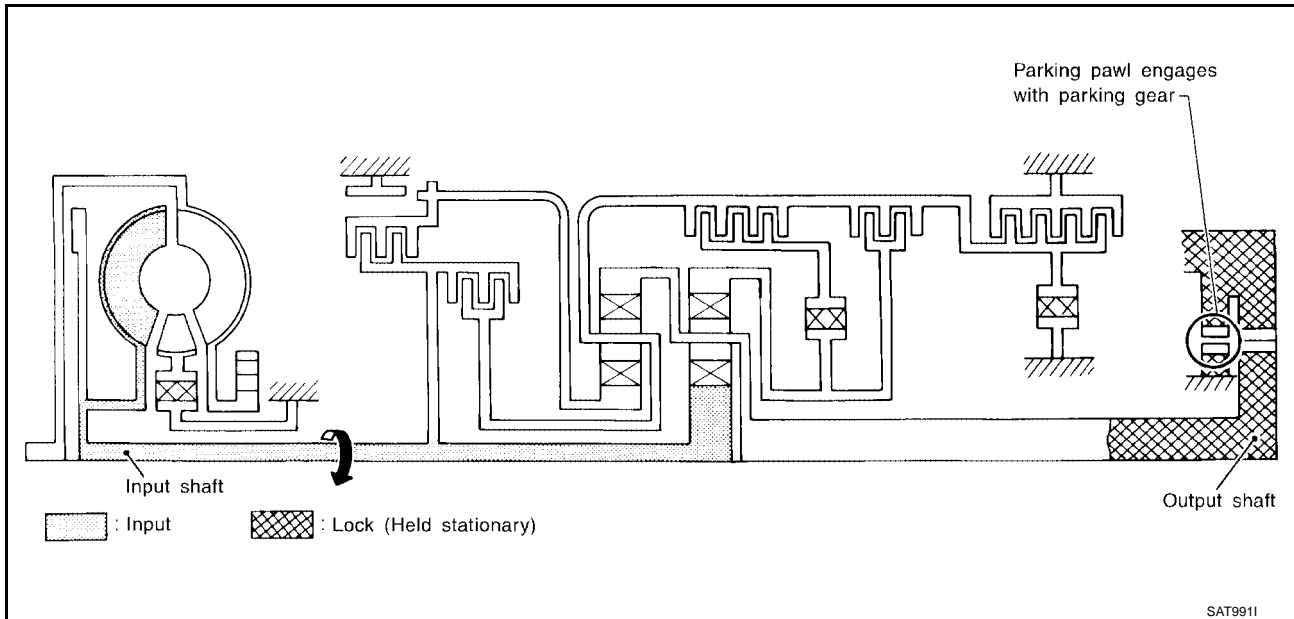 Parking pawl engages
with parking gear
Input shaft
Output shaft
: Input
: Lock (Held stationary)
SAT991I